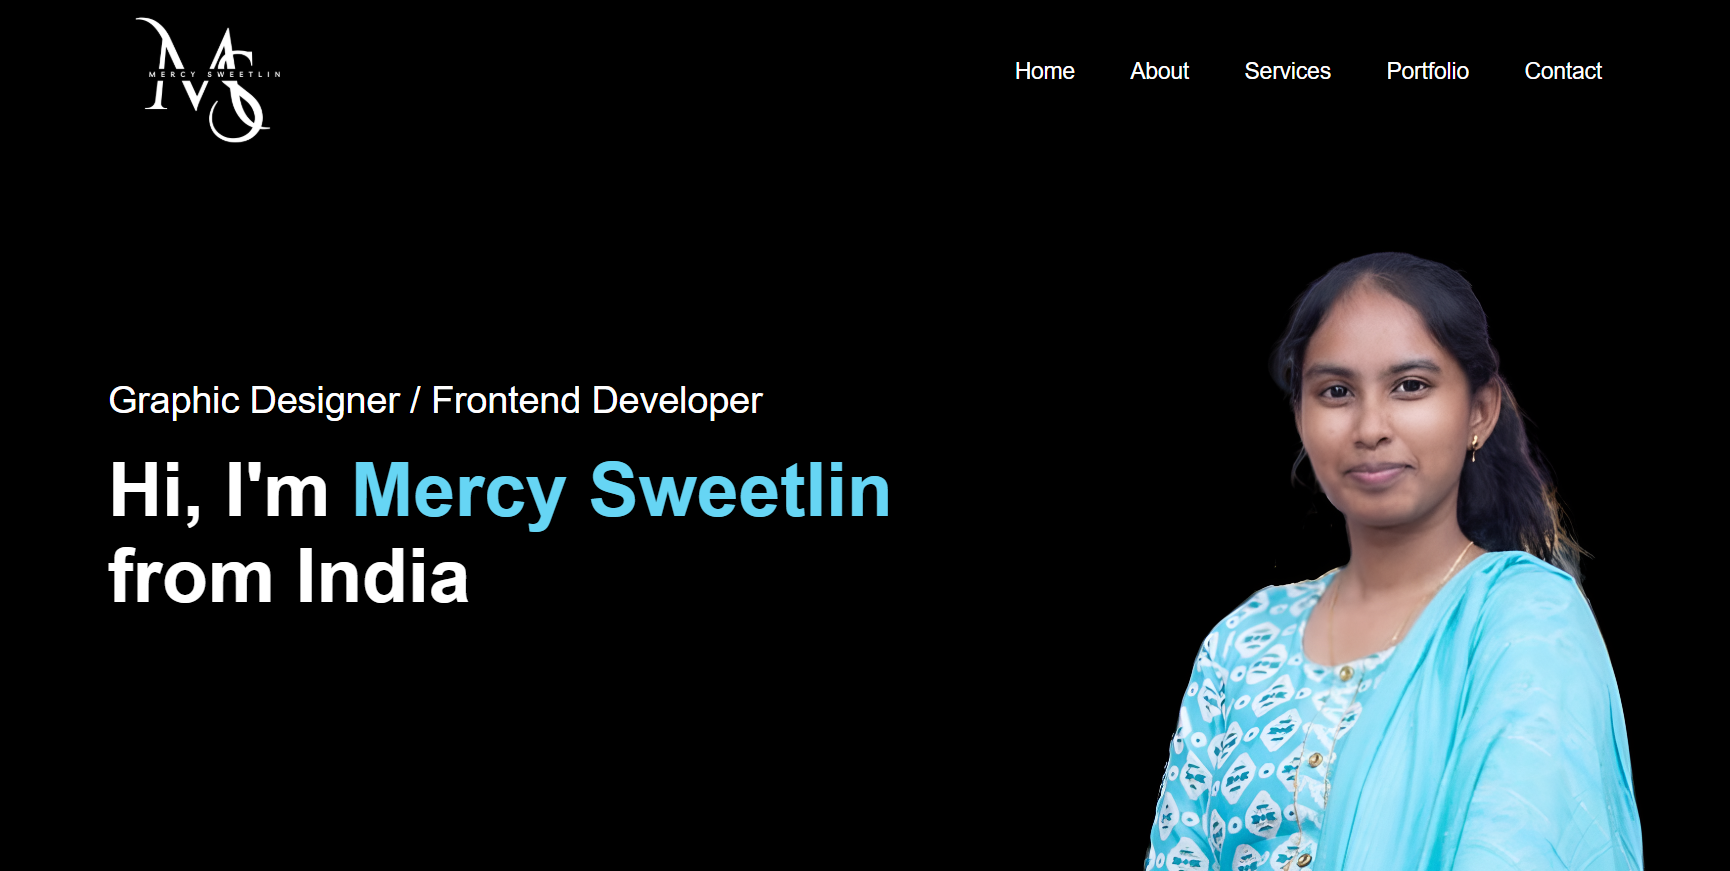 MS
MERCY SWEETLIN
Home About Services Portfolio Contact
Graphic Designer / Frontend Developer
Hi, I'm Mercy Sweetlin
from India